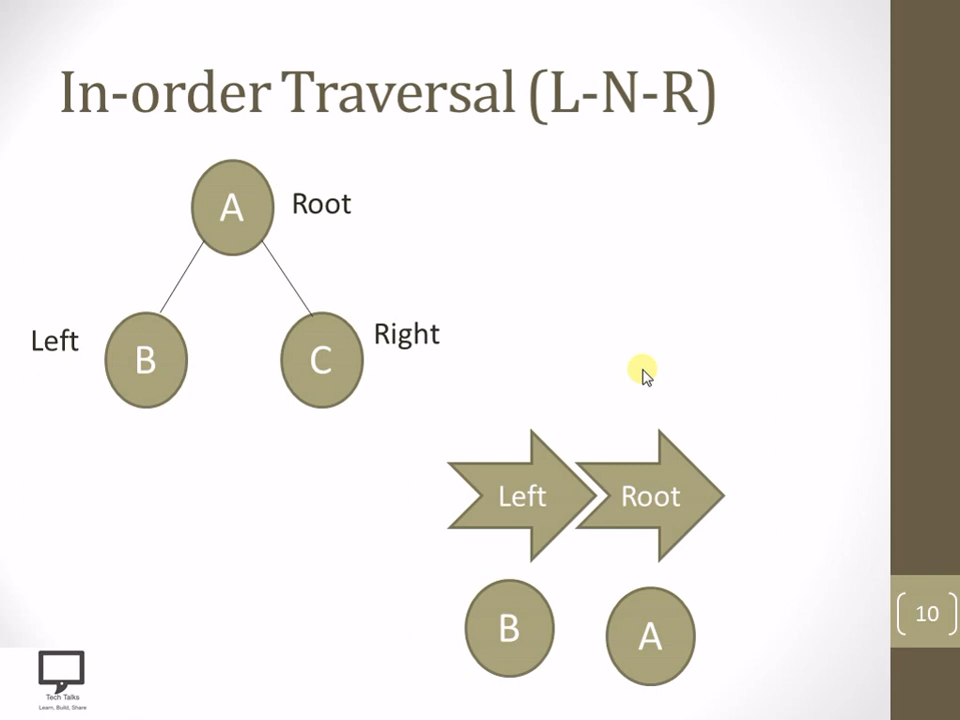 In-order Traversal (L-N-R)
A
Root
Left
B
C
Right
Left
Root
B
A
10
Tech Talks
Learn, Build, Share